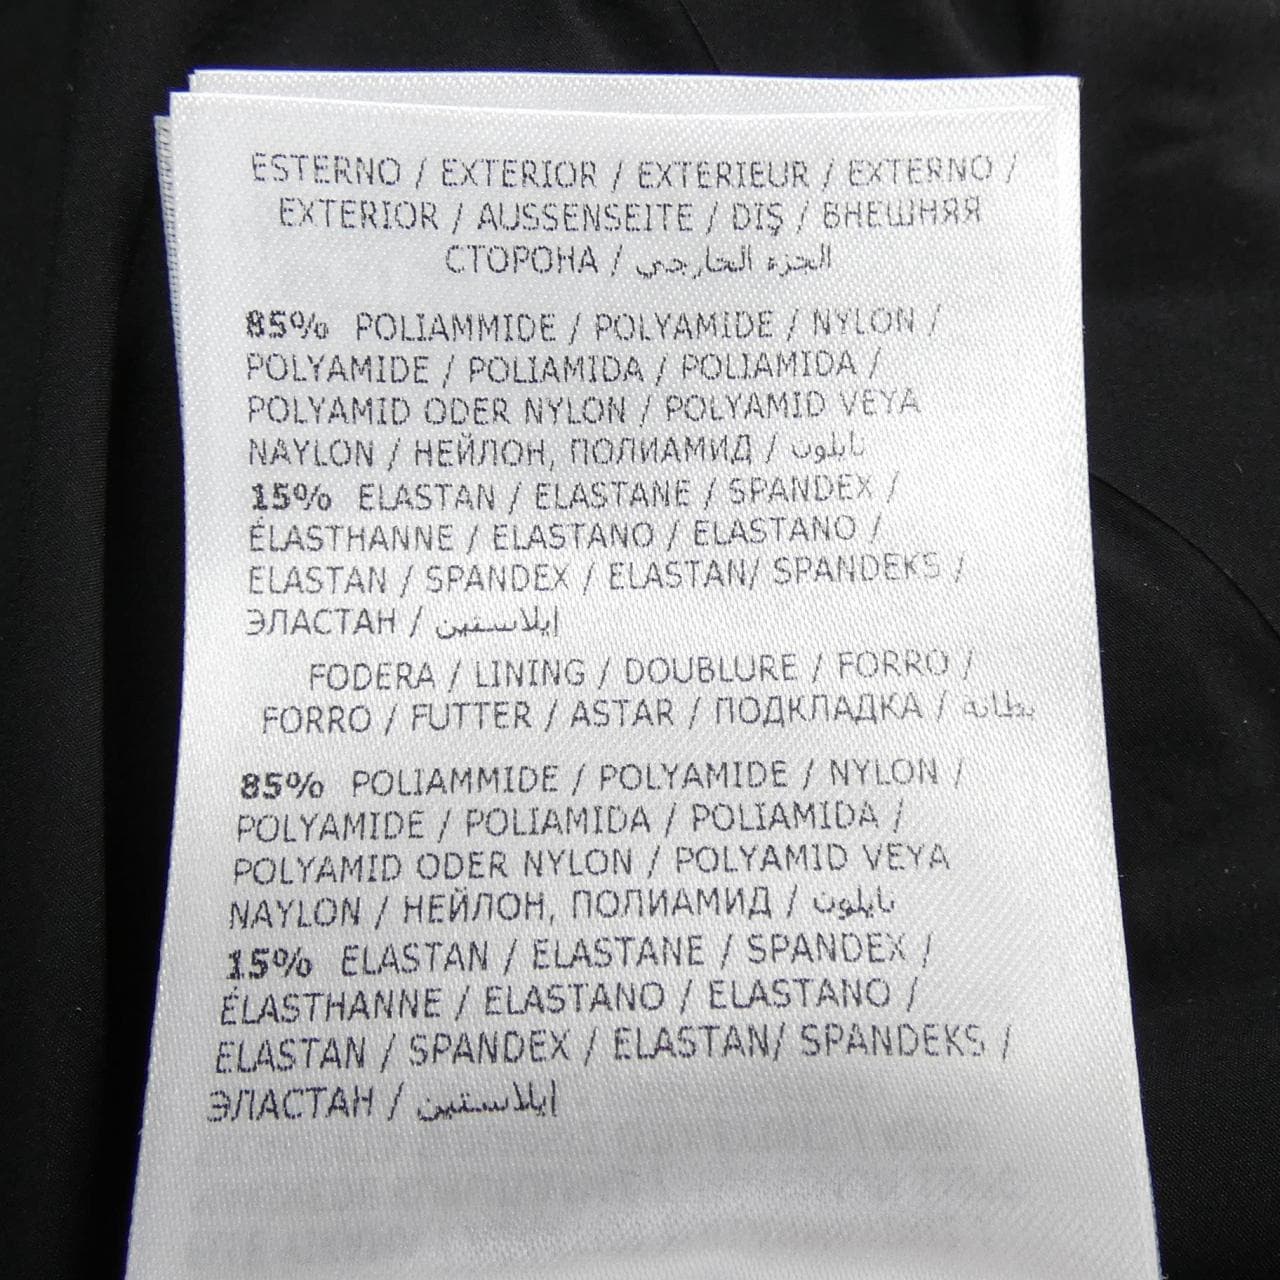 ESTERNO / EXTERIOR / EXTERIEUR / EXTERNO /
EXTERIOR / AUSSENSEITE / DIŞ / ВНЕШНЯЯ
СТОРОНА / الجزء الخارجي
85% POLIAMMIDE / POLYAMIDE / NYLON /
POLYAMIDE / POLIAMIDA / POLIAMIDA /
POLYAMID ODER NYLON / POLYAMID VEYA
NAYLON / НЕЙЛОН, ПОЛИАМИД / نايلون
15% ELASTAN / ELASTANE / SPANDEX /
ÉLASTHANNE / ELASTANO / ELASTANO /
ELASTAN / SPANDEX / ELASTAN/ SPANDEKS /
ЭЛАСТАН / إيلاستين
FODERA / LINING / DOUBLURE / FORRO /
FORRO / FUTTER / ASTAR / ПОДКЛАДКА / بطانة
85% POLIAMMIDE / POLYAMIDE / NYLON /
POLYAMIDE / POLIAMIDA / POLIAMIDA /
POLYAMID ODER NYLON / POLYAMID VEYA
NAYLON / НЕЙЛОН, ПОЛИАМИД / نايلون
15% ELASTAN / ELASTANE / SPANDEX /
ÉLASTHANNE / ELASTANO / ELASTANO /
ELASTAN / SPANDEX / ELASTAN/ SPANDEKS /
ЭЛАСТАН / إيلاستين